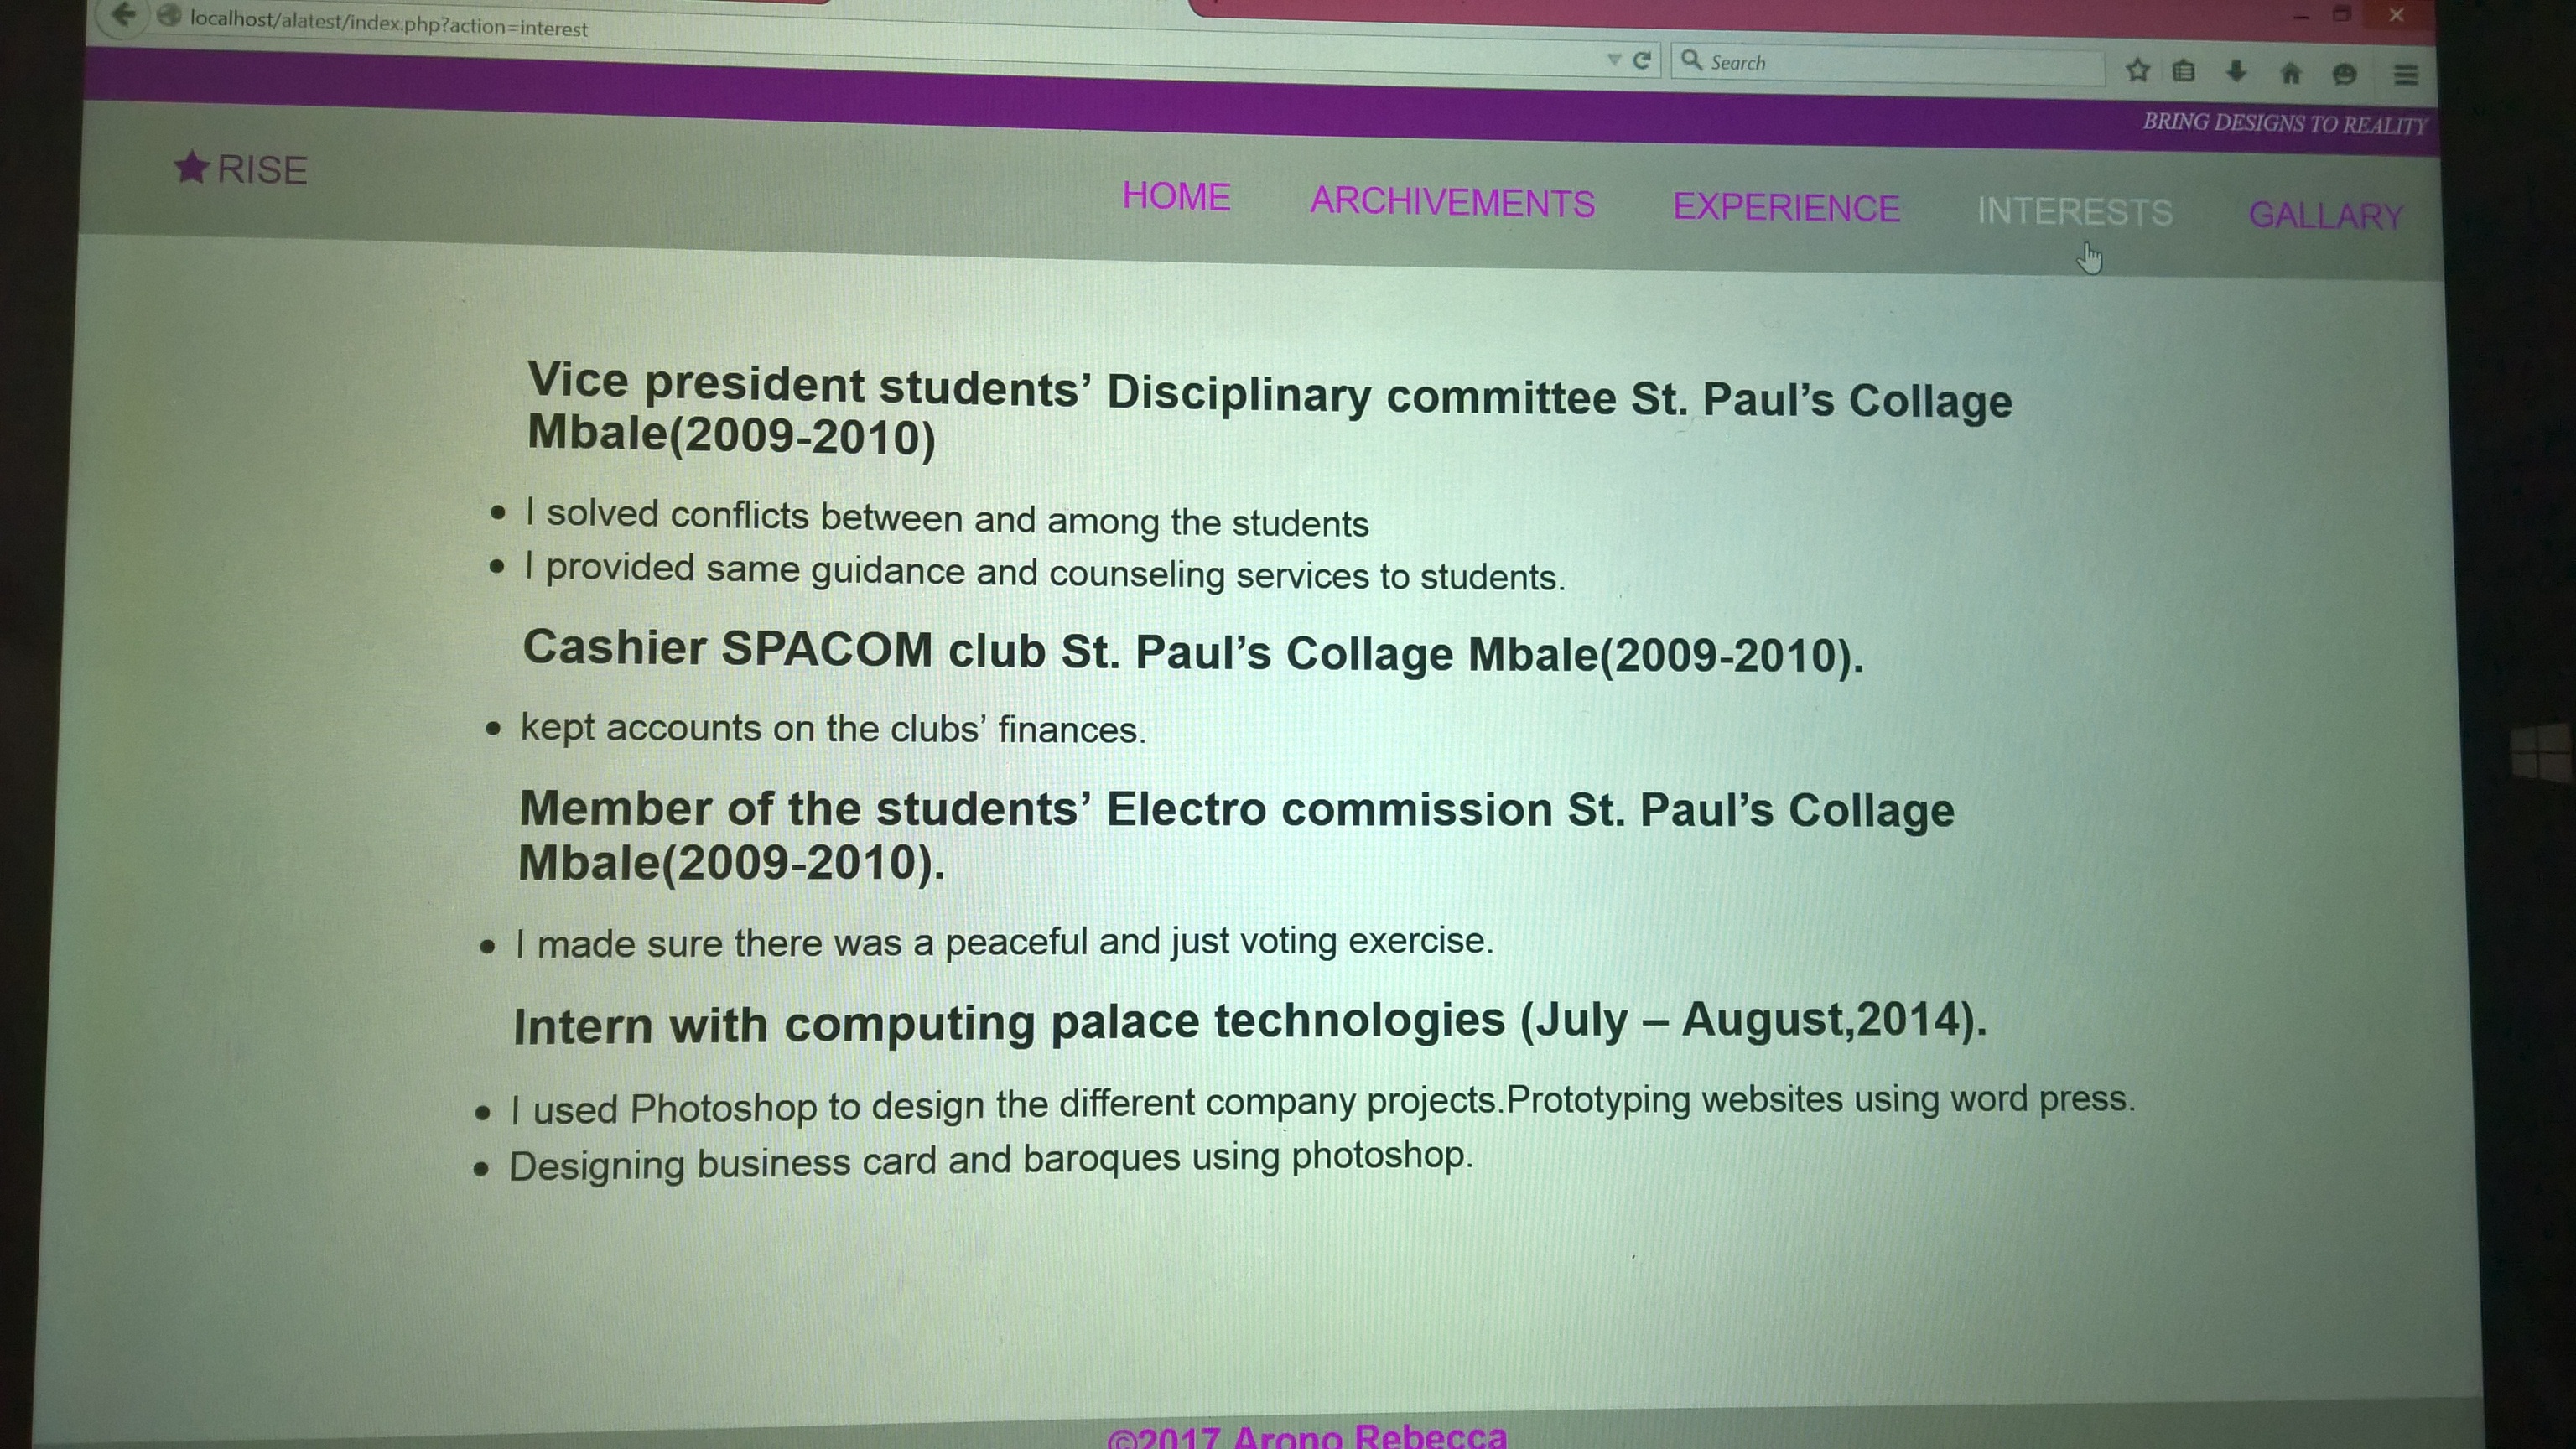 localhost/alatest/index.php?action=interest
Search
BRING DESIGNS TO REALITY
RISE
HOME ARCHIVEMENTS EXPERIENCE INTERESTS GALLARY
Vice president students’ Disciplinary committee St. Paul’s Collage
Mbale(2009-2010)
• I solved conflicts between and among the students
• I provided same guidance and counseling services to students.
Cashier SPACOM club St. Paul’s Collage Mbale(2009-2010).
• kept accounts on the clubs’ finances.
Member of the students’ Electro commission St. Paul’s Collage
Mbale(2009-2010).
• I made sure there was a peaceful and just voting exercise.
Intern with computing palace technologies (July – August,2014).
• I used Photoshop to design the different company projects.Prototyping websites using word press.
• Designing business card and baroques using photoshop.
©2017 Arono Rebecca